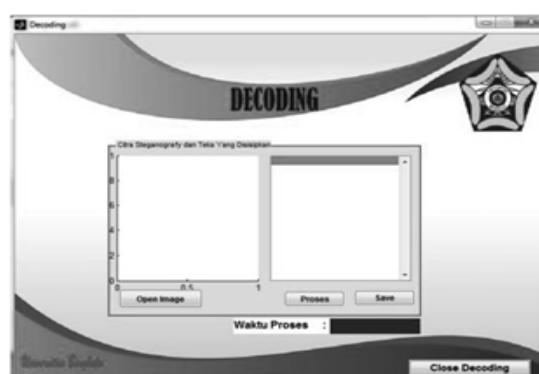 Decoding
DECODING
Citra Steganografy dan Teks Yang Disisipkan
1
8
6
4
2
0
0 0.5 1
Open Image
Proses
Save
Waktu Proses :
Close Decoding